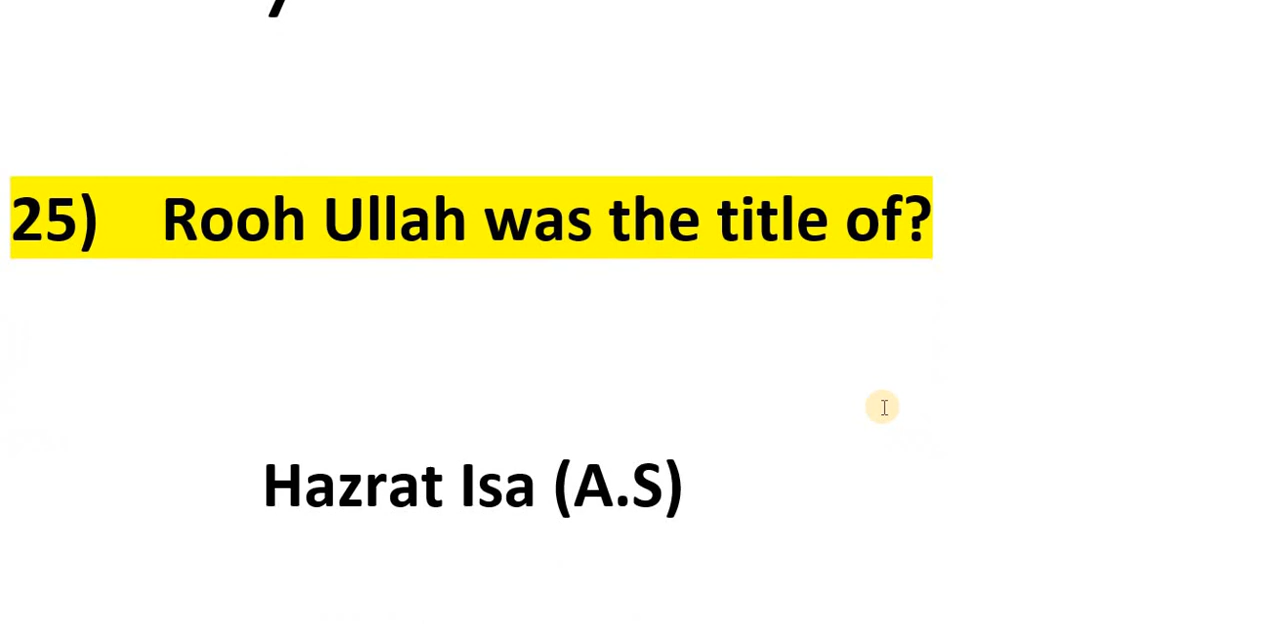 25) Rooh Ullah was the title of?
Hazrat Isa (A.S)